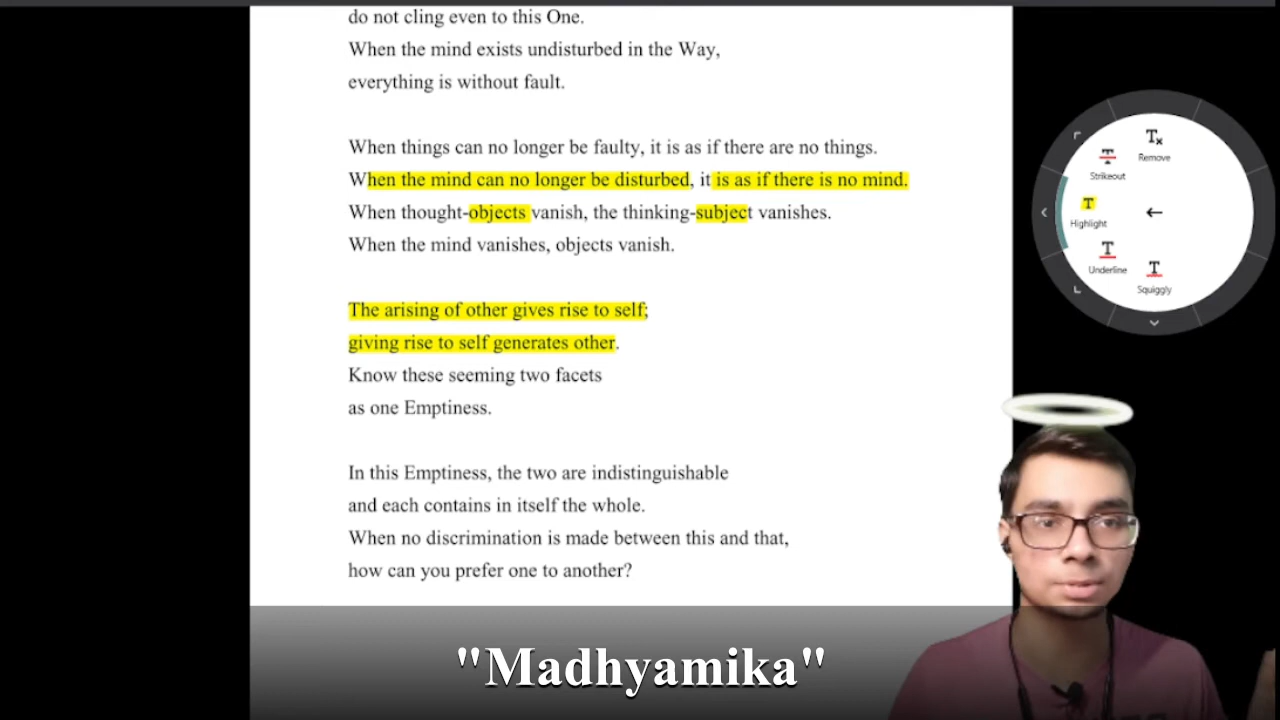 do not cling even to this One.
When the mind exists undisturbed in the Way,
everything is without fault.
When things can no longer be faulty, it is as if there are no things.
When the mind can no longer be disturbed, it is as if there is no mind.
When thought-objects vanish, the thinking-subject vanishes.
When the mind vanishes, objects vanish.
The arising of other gives rise to self;
giving rise to self generates other.
Know these seeming two facets
as one Emptiness.
In this Emptiness, the two are indistinguishable
and each contains in itself the whole.
When no discrimination is made between this and that,
how can you prefer one to another?
Remove
Strikeout
Highlight
Underline
Squiggly
"Madhyamika"